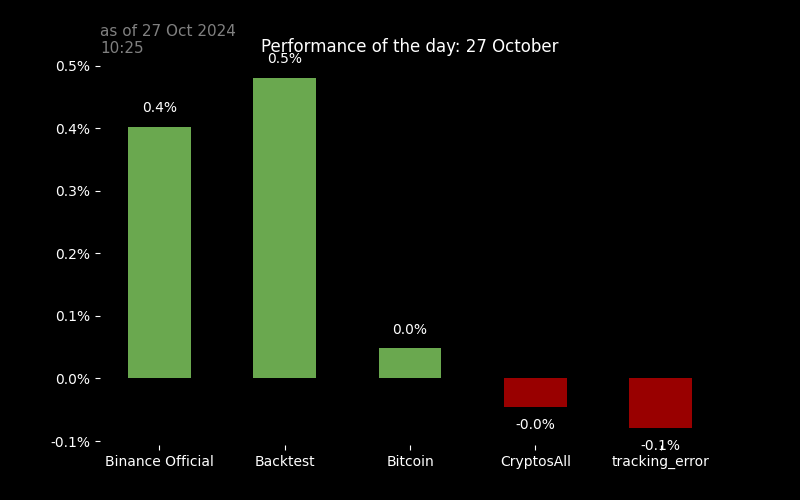 as of 27 Oct 2024
10:25
Performance of the day: 27 October
0.5%
0.4%
0.3%
0.2%
0.1%
0.0%
-0.1%
0.4%
0.5%
0.0%
-0.0%
-0.1%
Binance Official
Backtest
Bitcoin
CryptosAll
tracking_error